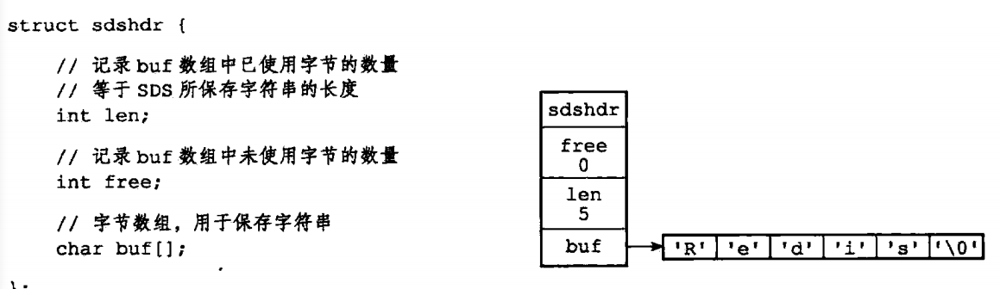 struct sdshdr {
// 记录 buf 数组中已使用字节的数量
// 等于 SDS 所保存字符串的长度
int len;
// 记录 buf 数组中未使用字节的数量
int free;
// 字节数组，用于保存字符串
char buf[];
};
sdshdr
free
0
len
5
buf
'R' 'e' 'd' 'i' 's' '\0'